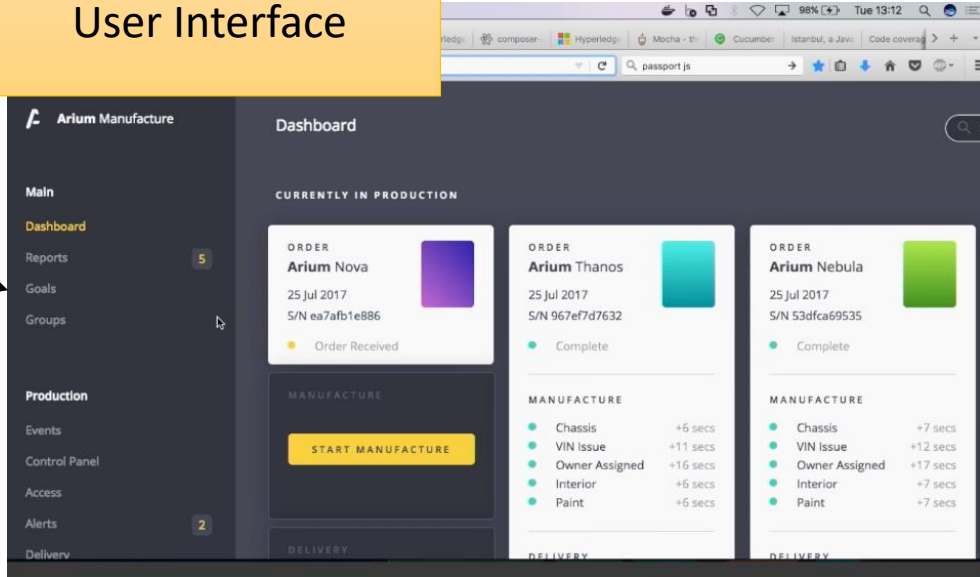 User Interface
98%
Tue 13:12
composer-
Hyperledge
Mocha - th
Cucumber
Istanbul, a Java
Code coverag
passport js
Arium Manufacture
Dashboard
Main
CURRENTLY IN PRODUCTION
Dashboard
Reports 5
Goals
Groups
Production
Events
Control Panel
Access
Alerts 2
Delivery
ORDER
Arium Nova
25 Jul 2017
S/N ea7afb1e886
Order Received
MANUFACTURE
START MANUFACTURE
DELIVERY
ORDER
Arium Thanos
25 Jul 2017
S/N 967ef7d7632
Complete
MANUFACTURE
Chassis +6 secs
VIN Issue +11 secs
Owner Assigned +16 secs
Interior +6 secs
Paint +6 secs
DELIVERY
ORDER
Arium Nebula
25 Jul 2017
S/N 53dfca69535
Complete
MANUFACTURE
Chassis +7 secs
VIN Issue +12 secs
Owner Assigned +17 secs
Interior +7 secs
Paint +7 secs
DELIVERY